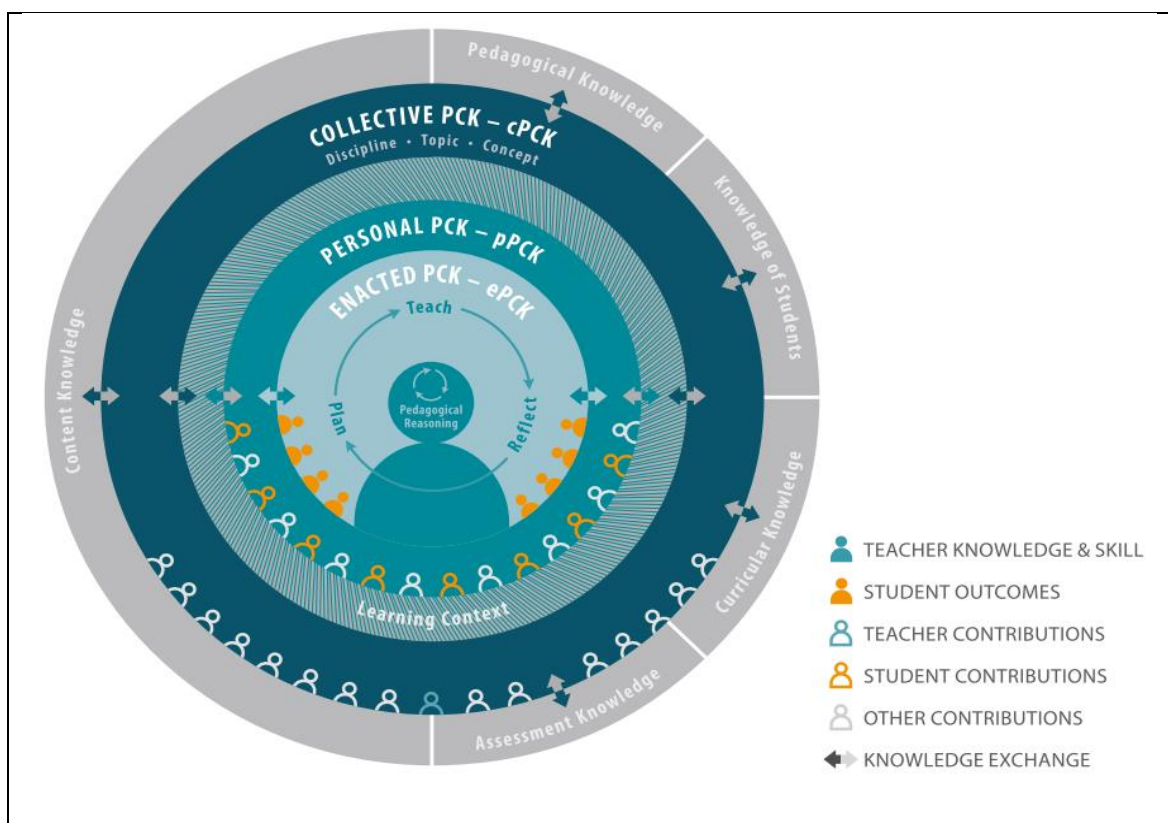 Pedagogical Knowledge
COLLECTIVE PCK – cPCK
Discipline • Topic • Concept
Knowledge of Students
PERSONAL PCK – pPCK
ENACTED PCK – ePCK
Teach
Content Knowledge
Pedagogical
Reasoning
Plan
Reflect
Curricular Knowledge
Learning Context
Assessment Knowledge
TEACHER KNOWLEDGE & SKILL
STUDENT OUTCOMES
TEACHER CONTRIBUTIONS
STUDENT CONTRIBUTIONS
OTHER CONTRIBUTIONS
KNOWLEDGE EXCHANGE